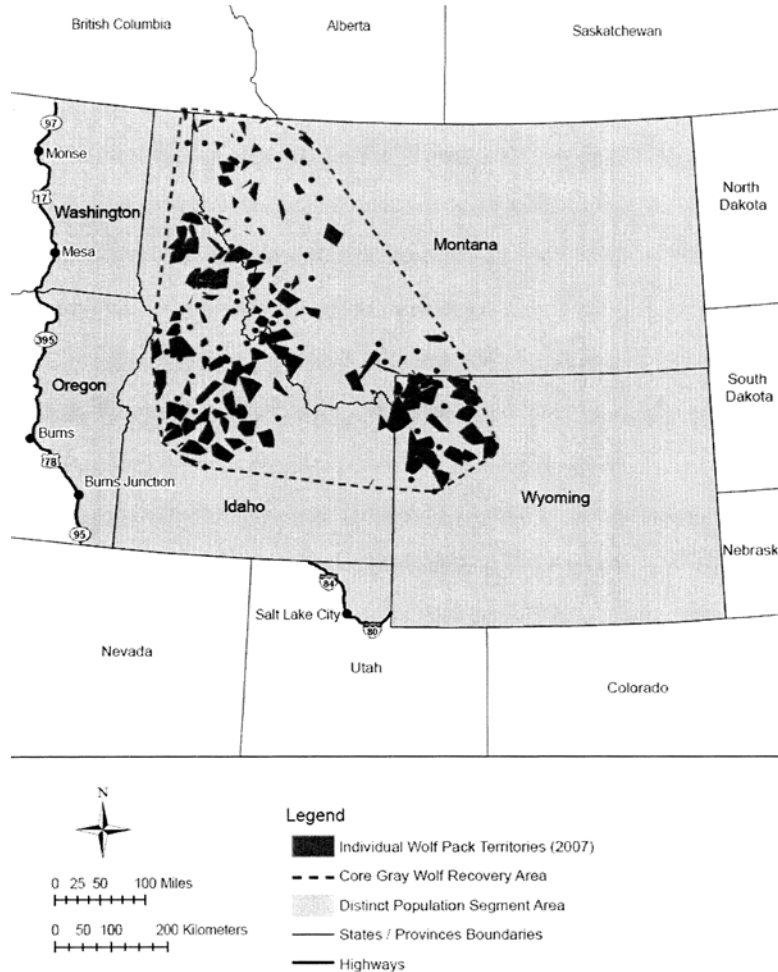 British Columbia
Alberta
Saskatchewan
97
Monse
17
Washington
Mesa
North
Dakota
Montana
395
Oregon
South
Dakota
Burns
78
Burns Junction
Idaho
Wyoming
95
Nebrask
84
Salt Lake City
80
Nevada
Utah
Colorado
N
Legend
Individual Wolf Pack Territories (2007)
0 25 50 100 Miles
Core Gray Wolf Recovery Area
Distinct Population Segment Area
0 50 100 200 Kilometers
States / Provinces Boundaries
Highways